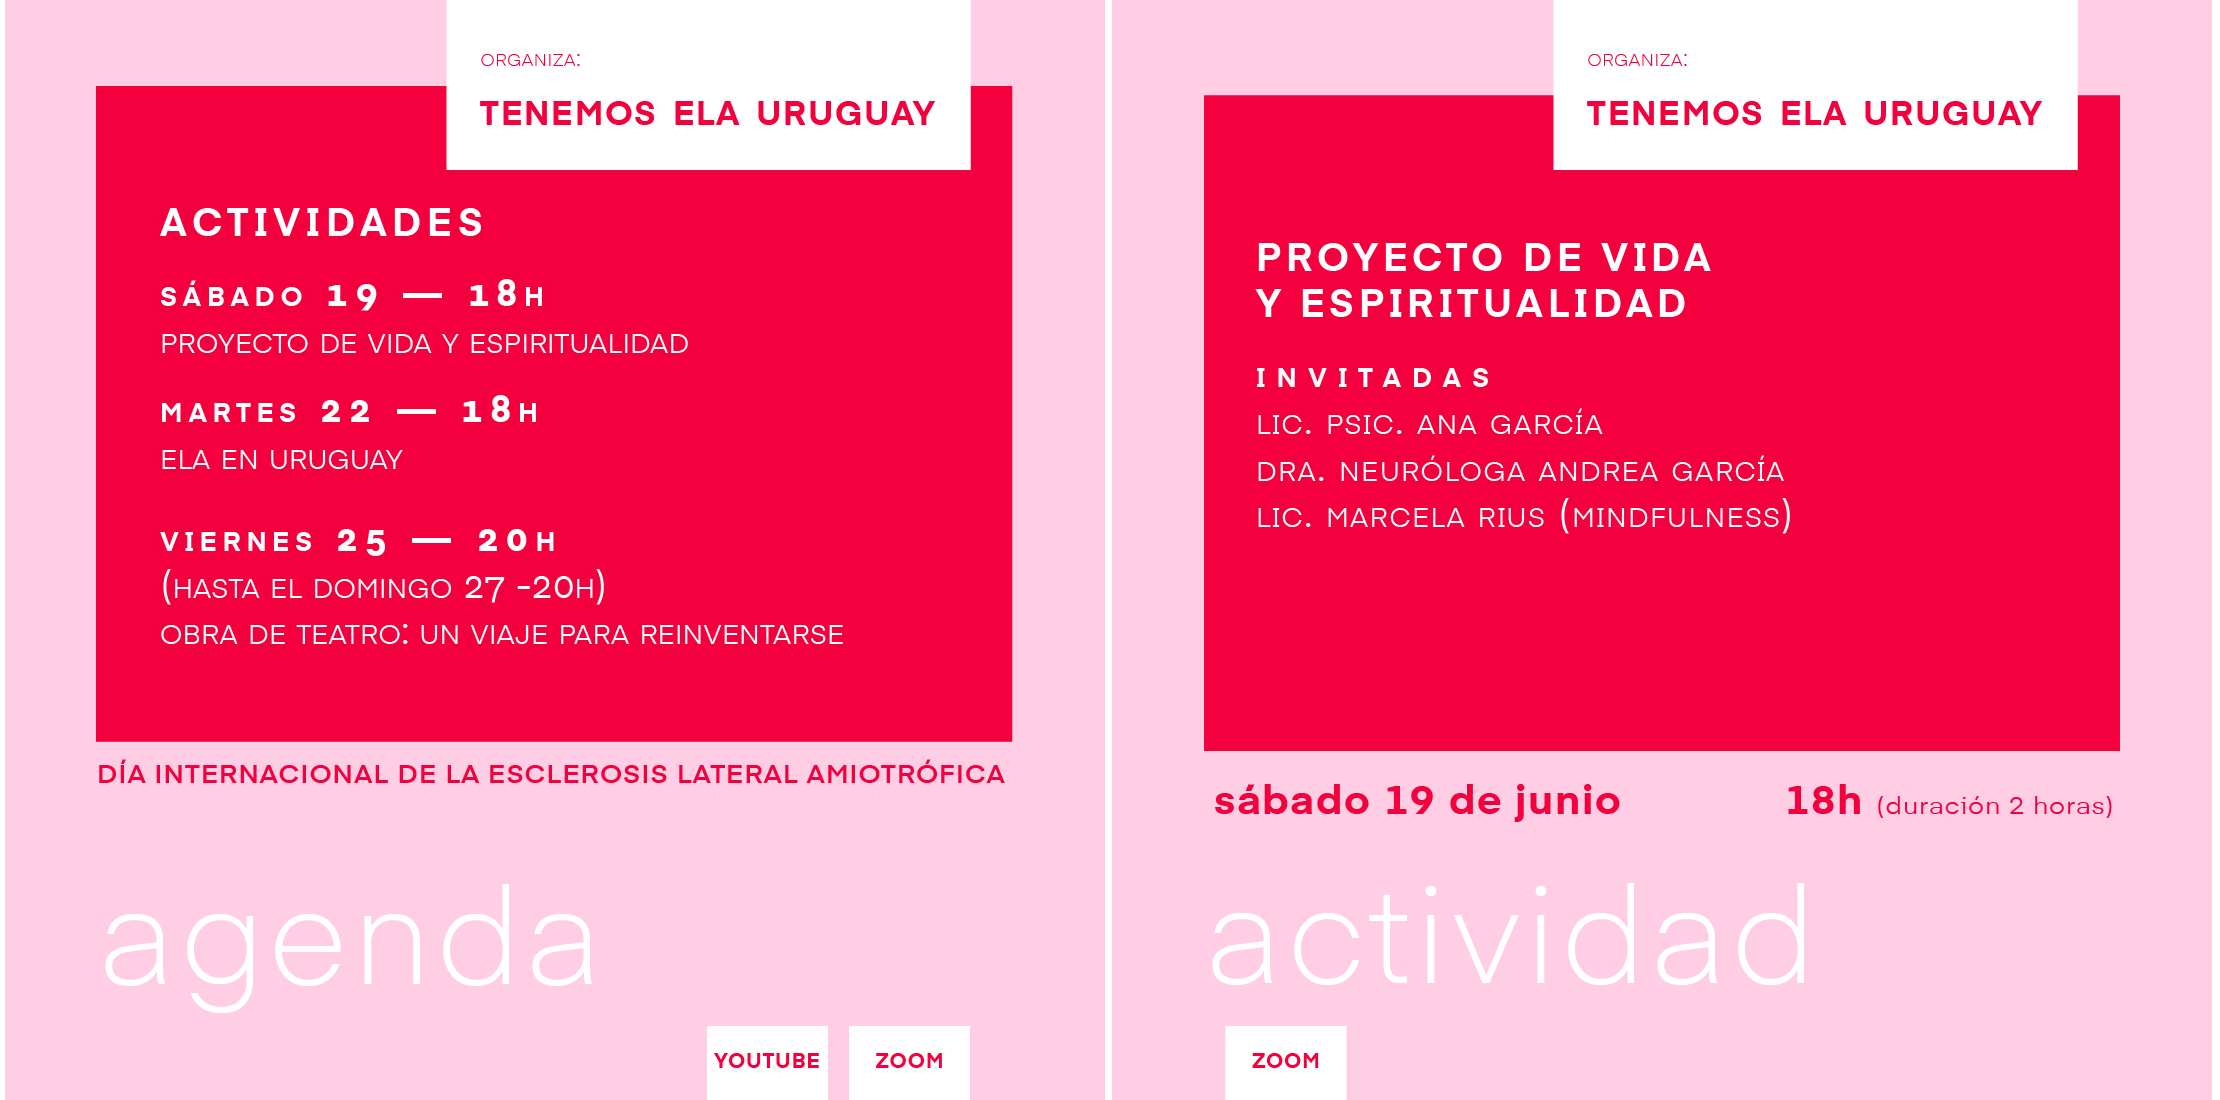 ORGANIZA:
TENEMOS ELA URUGUAY
ACTIVIDADES
SÁBADO 19 — 18H
PROYECTO DE VIDA Y ESPIRITUALIDAD
MARTES 22 — 18H
ELA EN URUGUAY
VIERNES 25 — 20H
(HASTA EL DOMINGO 27 -20H)
OBRA DE TEATRO: UN VIAJE PARA REINVENTARSE
DÍA INTERNACIONAL DE LA ESCLEROSIS LATERAL AMIOTRÓFICA
agenda
YOUTUBE ZOOM
ORGANIZA:
TENEMOS ELA URUGUAY
PROYECTO DE VIDA
Y ESPIRITUALIDAD
INVITADAS
LIC. PSIC. ANA GARCÍA
DRA. NEURÓLOGA ANDREA GARCÍA
LIC. MARCELA RIUS (MINDFULNESS)
sábado 19 de junio 18h (duración 2 horas)
actividad
ZOOM